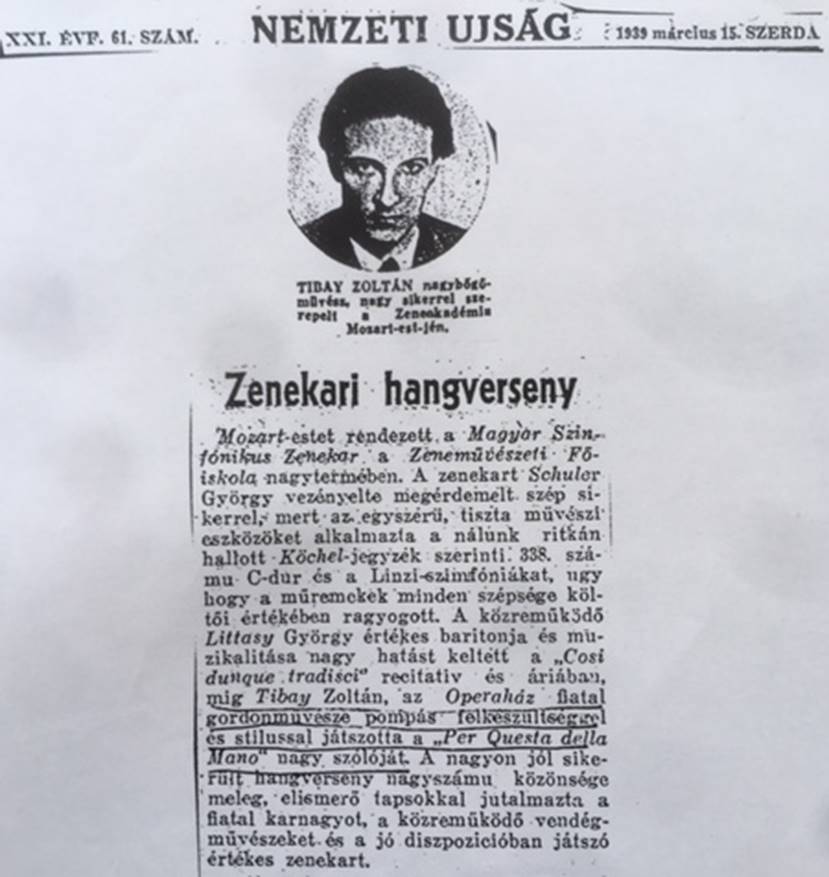 XXI. ÉVF. 61. SZÁM.
NEMZETI UJSÁG
1939 március 15. SZERDA
TIBAY ZOLTÁN nagybőgő-
művész, nagy sikerrel sze-
repelt a Zeneakadémia
Mozart-est-jén.
Zenekari hangverseny
Mozart-estet rendezett a Magyar Szin-
fónikus Zenekar a Zeneművészeti Fő-
iskola nagytermében. A zenekart Schuler
György vezényelte megérdemelt szép si-
kerrel, mert az egyszerü, tiszta művészi
eszközöket alkalmazta a nálunk ritkán
hallott Köchel-jegyzék szerinti 338. szá-
mu C-dur és a Linzi-szimfóniákat, ugy
hogy a műremekek minden szépsége köl-
tői értékében ragyogott. A közreműködő
Littasy György értékes baritonja és mu-
zikalitása nagy hatást keltett a „Cosi
dunque tradisci" recitativ és áriában,
mig Tibay Zoltán, az Operaház fiatal
gordonművésze pompás felkészültséggel
és stilussal játszotta a „Per Questa della
Mano" nagy szólóját. A nagyon jól sike-
rült hangverseny nagyszámu közönsége
meleg, elismerő tapsokkal jutalmazta a
fiatal karnagyot, a közreműködő vendég-
művészeket és a jó diszpozicióban játszó
értékes zenekart.